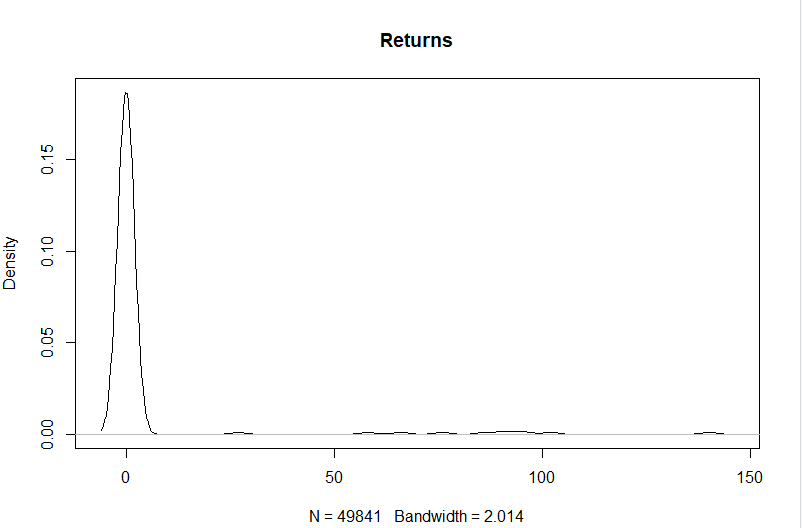 Returns
Density
0.15
0.10
0.05
0.00
0 50 100 150
N = 49841 Bandwidth = 2.014